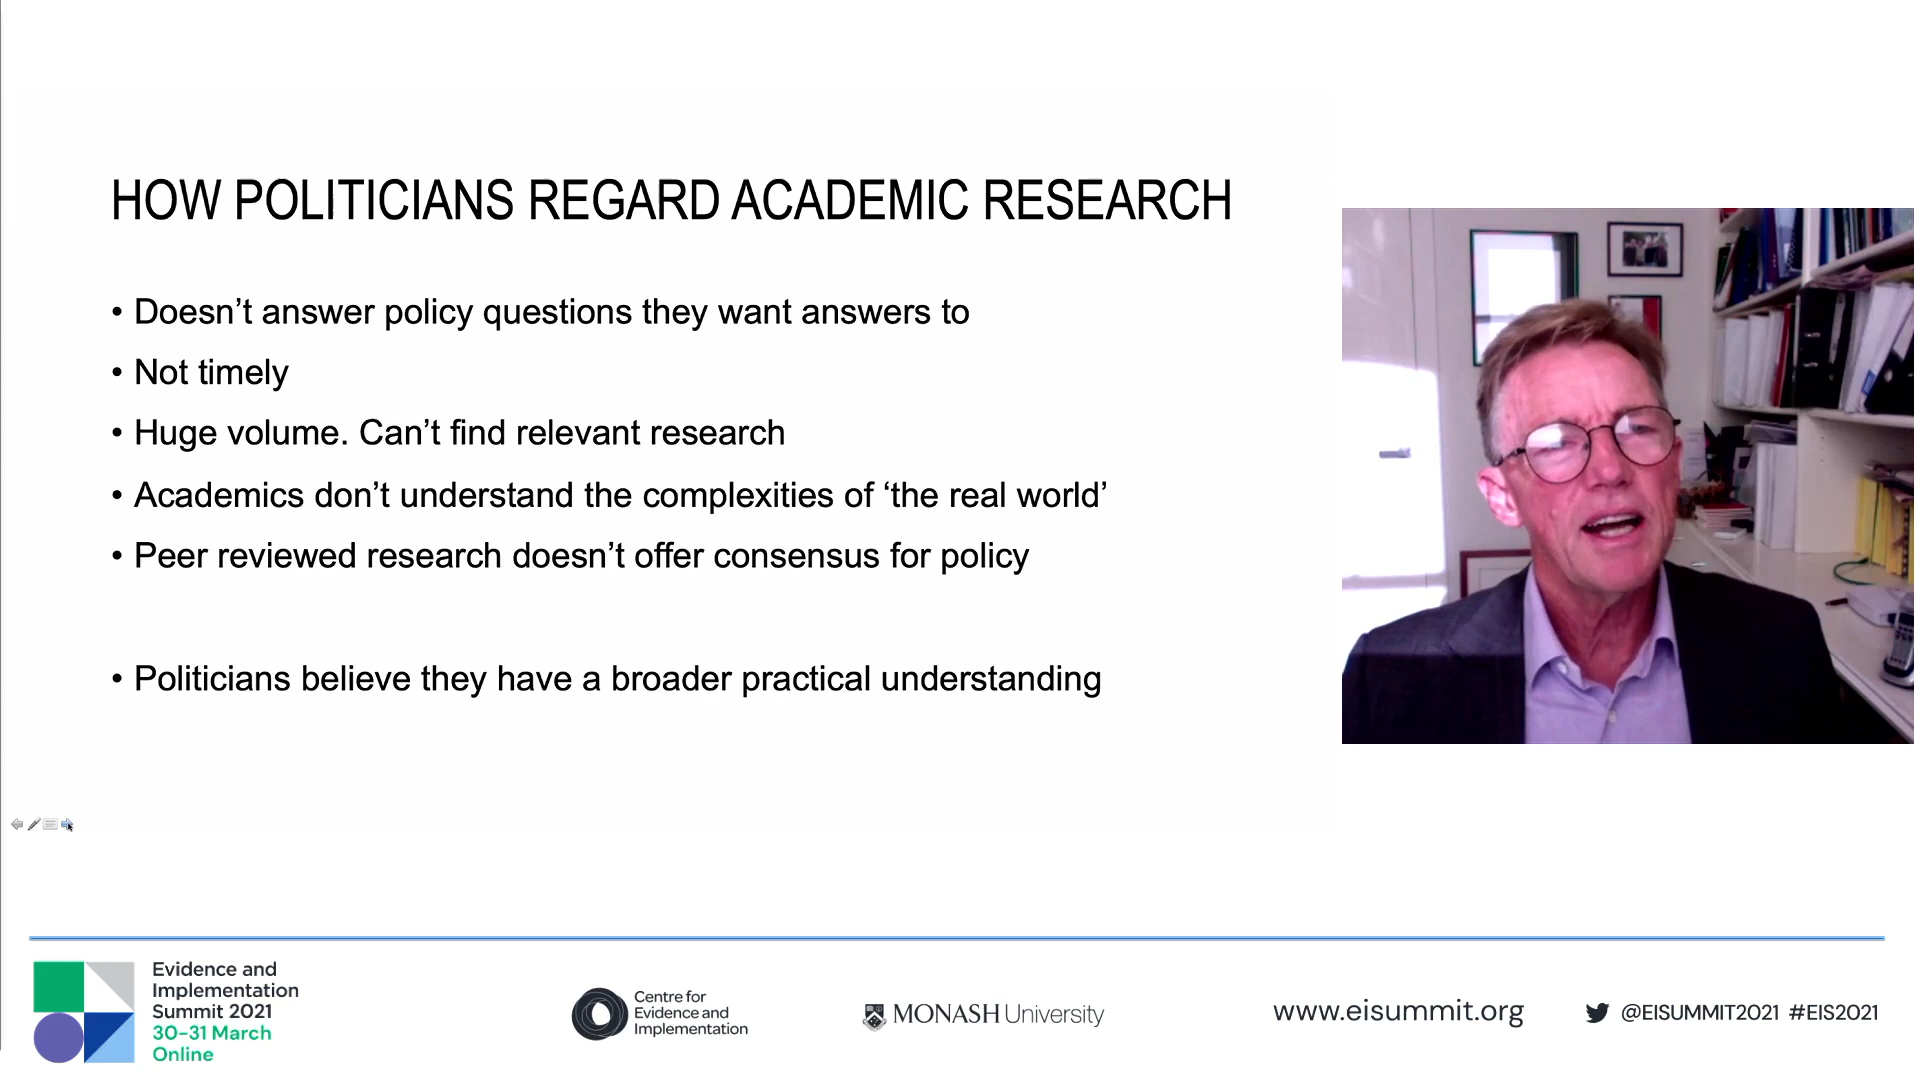 HOW POLITICIANS REGARD ACADEMIC RESEARCH
• Doesn’t answer policy questions they want answers to
• Not timely
• Huge volume. Can’t find relevant research
• Academics don’t understand the complexities of ‘the real world’
• Peer reviewed research doesn’t offer consensus for policy
• Politicians believe they have a broader practical understanding
Evidence and
Implementation
Summit 2021
30–31 March
Online
Centre for
Evidence and
Implementation
MONASH University
www.eisummit.org
@EISUMMIT2021 #EIS2021